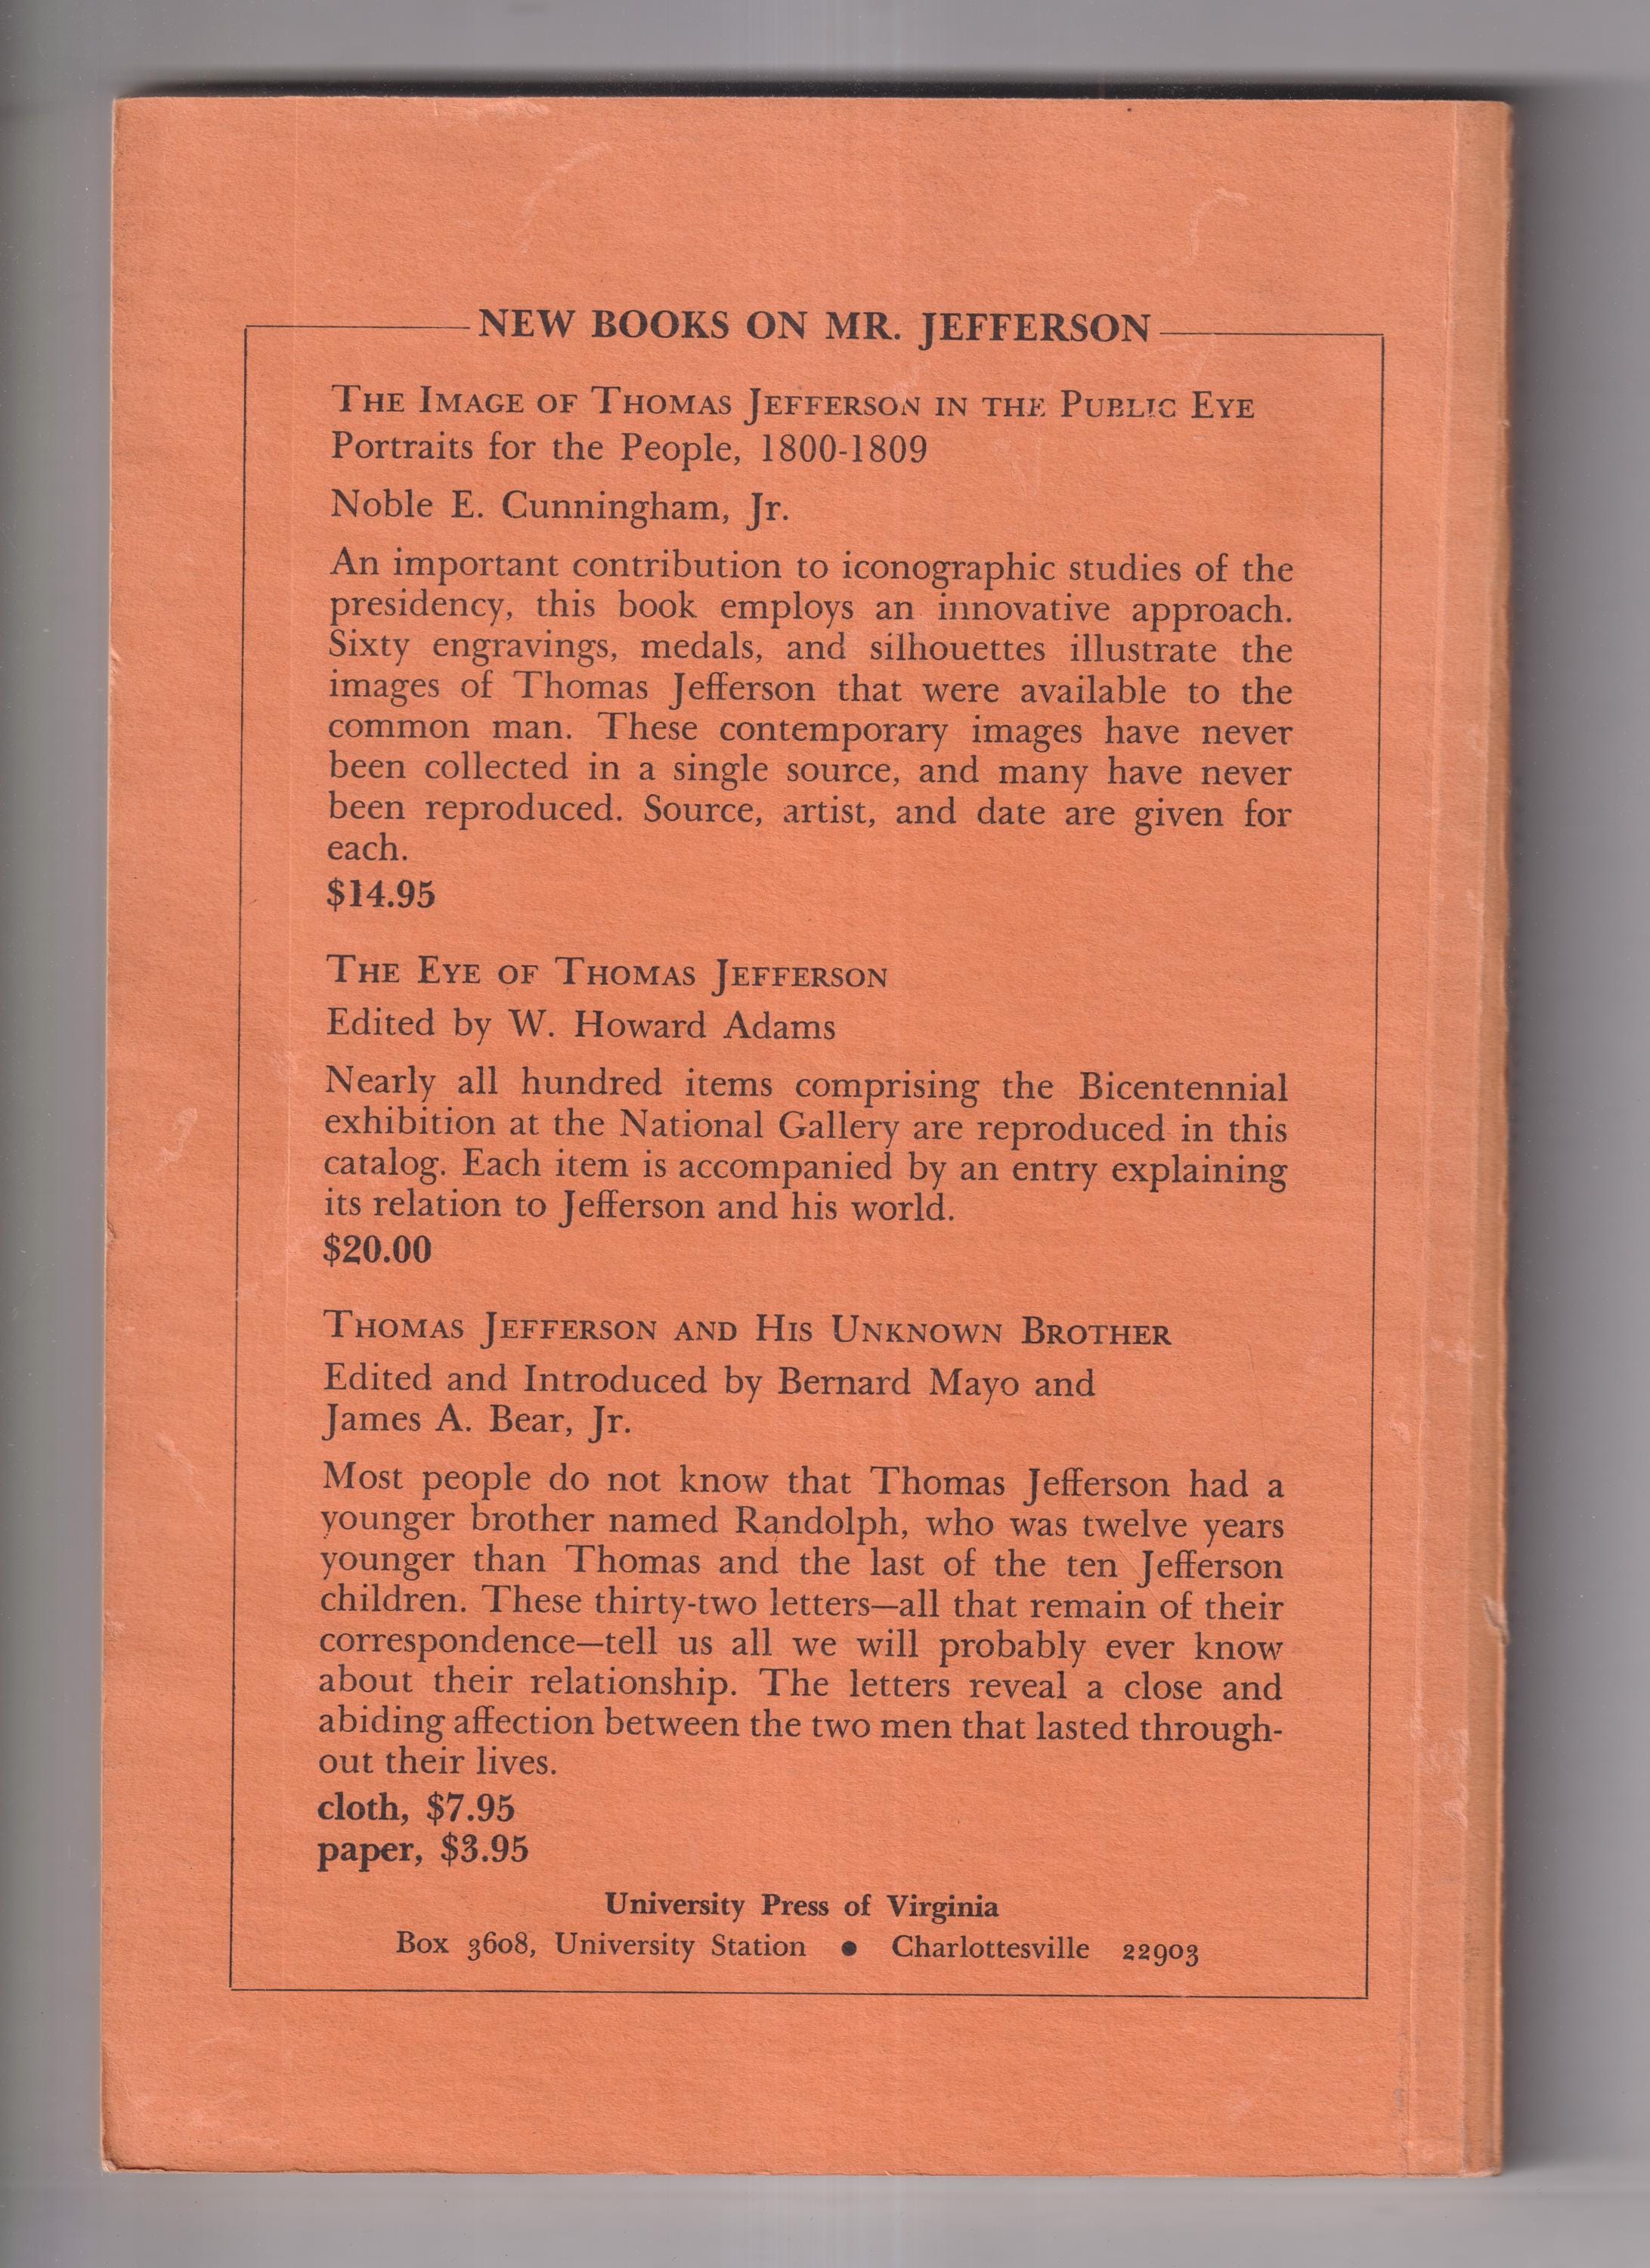 NEW BOOKS ON MR. JEFFERSON
THE IMAGE OF THOMAS JEFFERSON IN THE PUBLIC EYE
Portraits for the People, 1800-1809
Noble E. Cunningham, Jr.
An important contribution to iconographic studies of the
presidency, this book employs an innovative approach.
Sixty engravings, medals, and silhouettes illustrate the
images of Thomas Jefferson that were available to the
common man. These contemporary images have never
been collected in a single source, and many have never
been reproduced. Source, artist, and date are given for
each.
$14.95
THE EYE OF THOMAS JEFFERSON
Edited by W. Howard Adams
Nearly all hundred items comprising the Bicentennial
exhibition at the National Gallery are reproduced in this
catalog. Each item is accompanied by an entry explaining
its relation to Jefferson and his world.
$20.00
THOMAS JEFFERSON AND HIS UNKNOWN BROTHER
Edited and Introduced by Bernard Mayo and
James A. Bear, Jr.
Most people do not know that Thomas Jefferson had a
younger brother named Randolph, who was twelve years
younger than Thomas and the last of the ten Jefferson
children. These thirty-two letters—all that remain of their
correspondence—tell us all we will probably ever know
about their relationship. The letters reveal a close and
abiding affection between the two men that lasted through-
out their lives.
cloth, $7.95
paper, $3.95
University Press of Virginia
Box 3608, University Station ● Charlottesville 22903